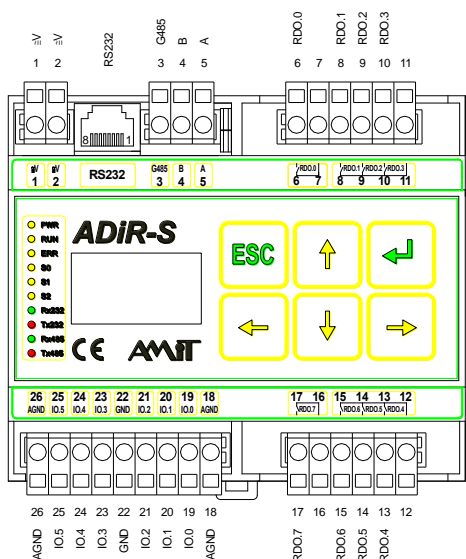 ≂V ≂V RS232 G485 B A RDO.0 RDO.1 RDO.2 RDO.3
1 2 3 4 5 6 7 8 9 10 11
8 1
RS232 G485 B A RDO.0 RDO.1 RDO.2 RDO.3
1 2 3 4 5 6 7 8 9 10 11
PWR
RUN
ERR
S0
S1
S2
Rx232
Tx232
Rx485
Tx485
ADiR-S
ESC
CE AMiT
26 25 24 23 22 21 20 19 18 17 16 15 14 13 12
AGND IO.5 IO.4 IO.3 GND IO.2 IO.1 IO.0 AGND RDO.7 RDO.6 RDO.5 RDO.4
26 25 24 23 22 21 20 19 18 17 16 15 14 13 12
AGND IO.5 IO.4 IO.3 GND IO.2 IO.1 IO.0 AGND RDO.7 RDO.6 RDO.5 RDO.4